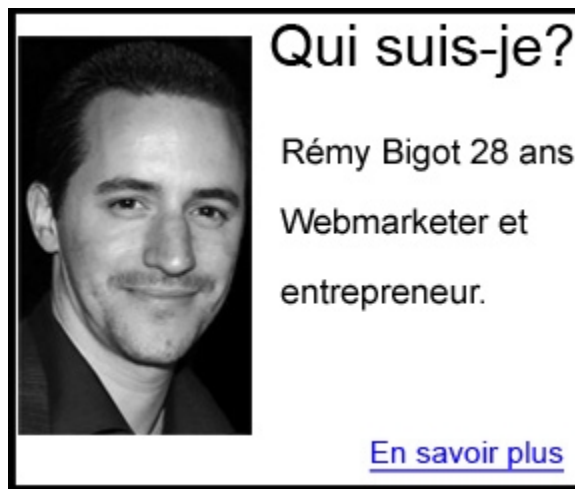 Qui suis-je?
Rémy Bigot 28 ans
Webmarketer et
entrepreneur.
En savoir plus